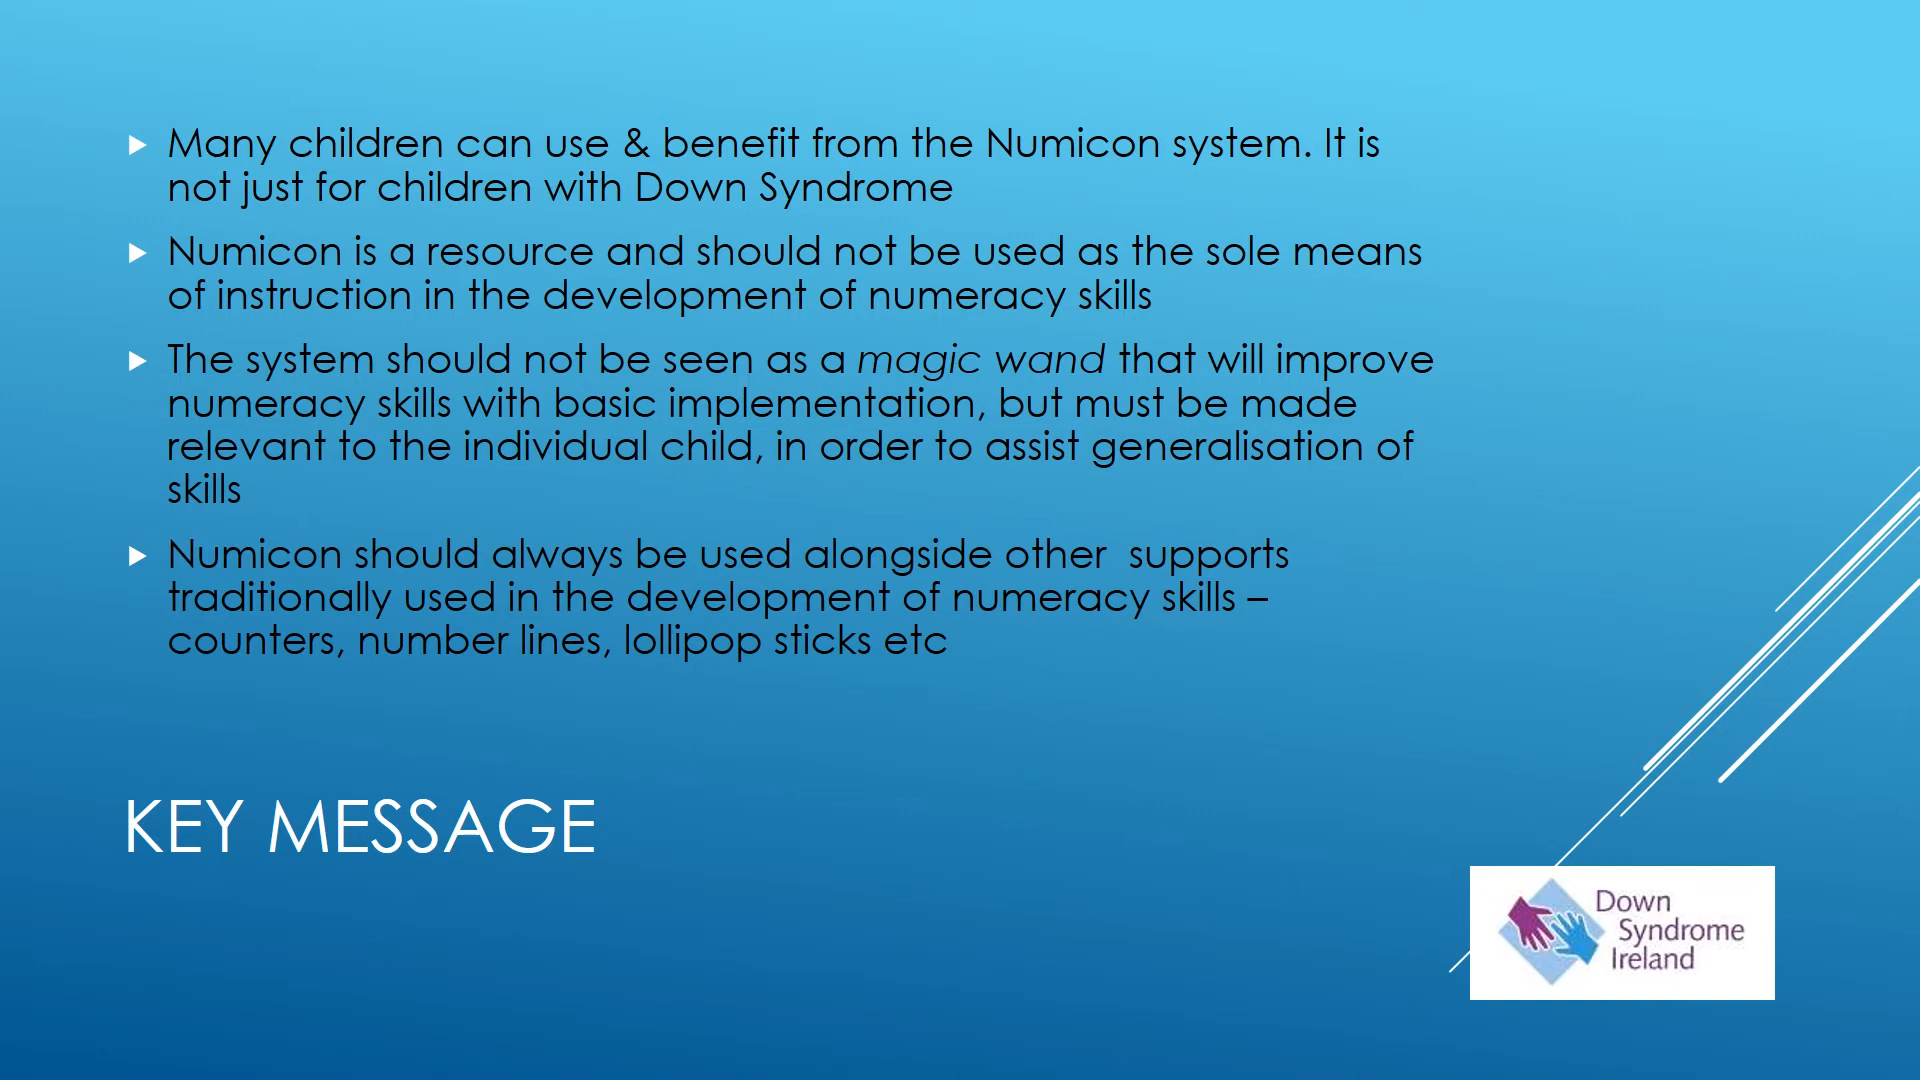 Many children can use & benefit from the Numicon system. It is
not just for children with Down Syndrome
Numicon is a resource and should not be used as the sole means
of instruction in the development of numeracy skills
The system should not be seen as a magic wand that will improve
numeracy skills with basic implementation, but must be made
relevant to the individual child, in order to assist generalisation of
skills
Numicon should always be used alongside other  supports
traditionally used in the development of numeracy skills –
counters, number lines, lollipop sticks etc
KEY MESSAGE
Down
Syndrome
Ireland